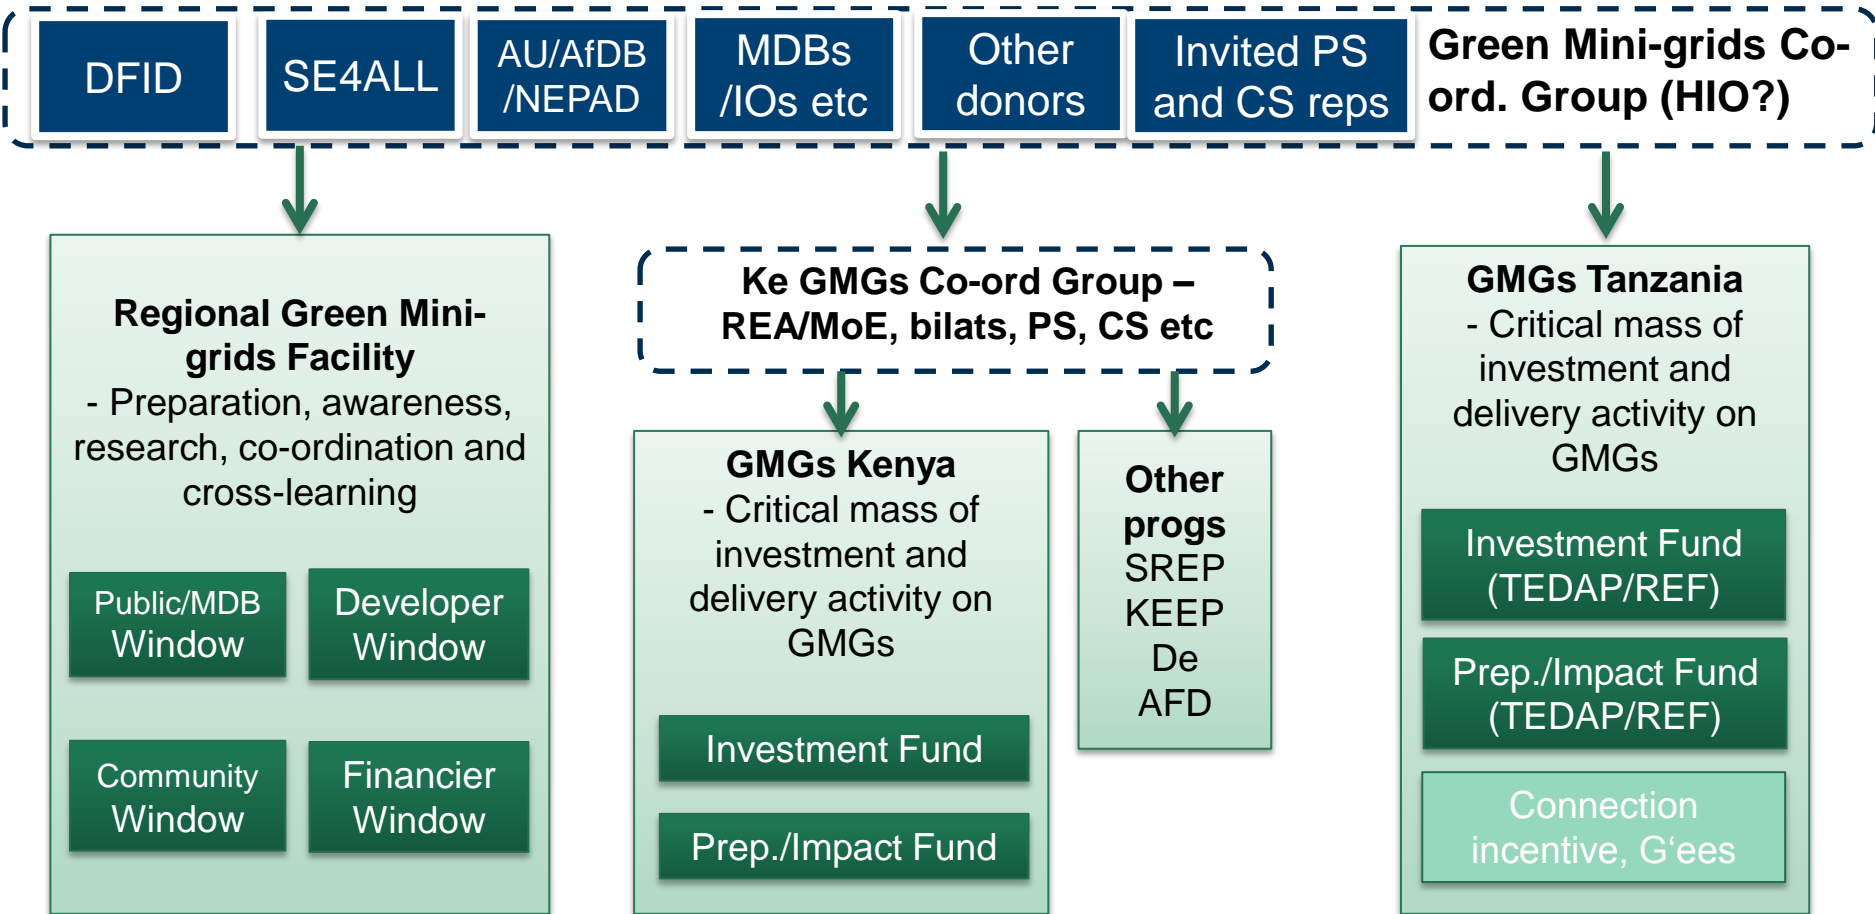 DFID
SE4ALL
AU/AfDB
/NEPAD
MDBs
/IOs etc
Other
donors
Invited PS
and CS reps
Green Mini-grids Co-
ord. Group (HIO?)
Regional Green Mini-
grids Facility
- Preparation, awareness,
research, co-ordination and
cross-learning
Public/MDB
Window
Developer
Window
Community
Window
Financier
Window
Ke GMGs Co-ord Group –
REA/MoE, bilats, PS, CS etc
GMGs Kenya
- Critical mass of
investment and
delivery activity on
GMGs
Investment Fund
Prep./Impact Fund
Other
progs
SREP
KEEP
De
AFD
GMGs Tanzania
- Critical mass of
investment and
delivery activity on
GMGs
Investment Fund
(TEDAP/REF)
Prep./Impact Fund
(TEDAP/REF)
Connection
incentive, G‘ees